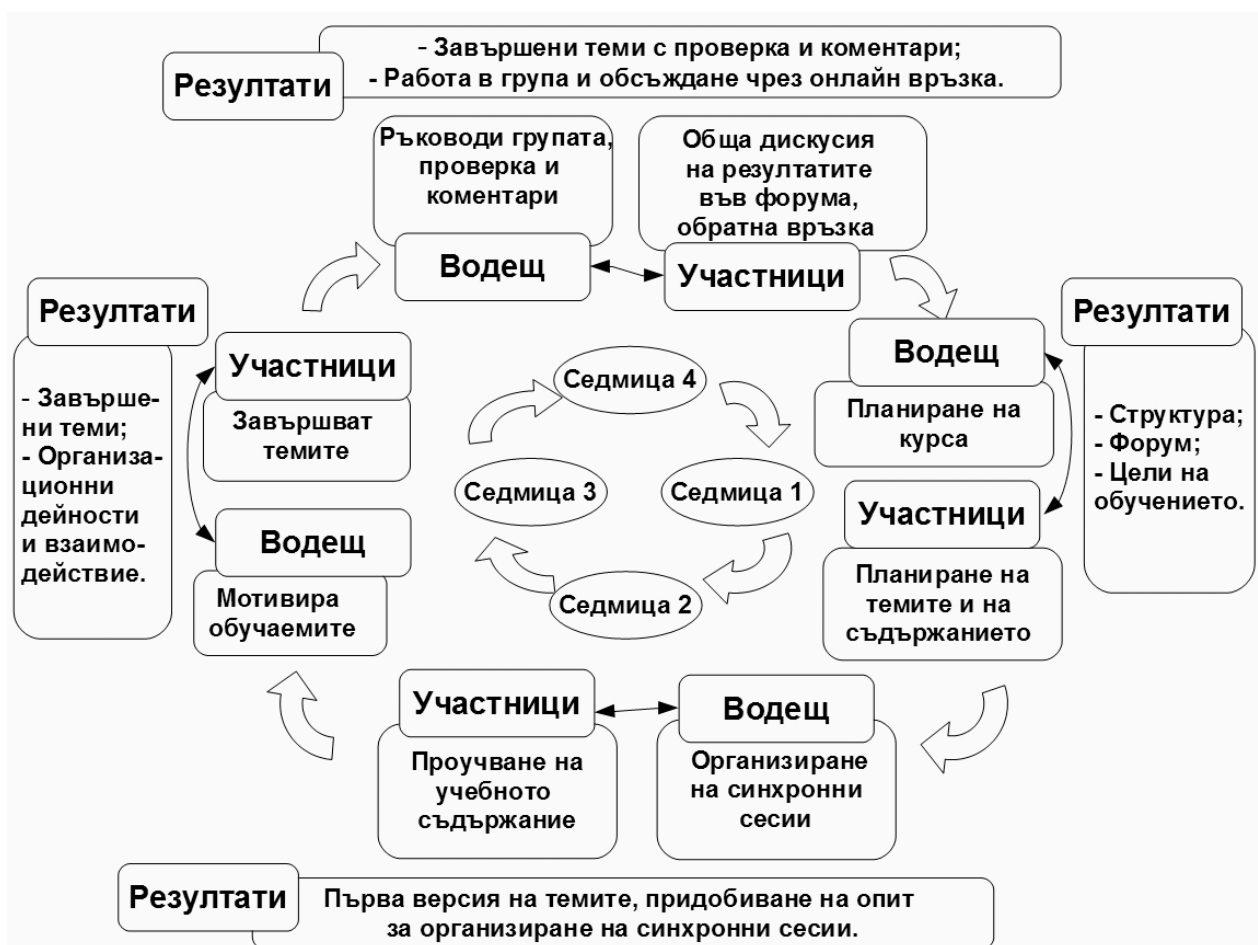 - Завършени теми с проверка и коментари;
- Работа в група и обсъждане чрез онлайн връзка.
Резултати
Ръководи групата,
проверка и
коментари
Водещ
Обща дискусия
на резултатите
във форума,
обратна връзка
Участници
Резултати
- Завърше-
ни теми;
- Организа-
ционни
дейности
и взаимо-
действие.
Участници
Завършват
темите
Водещ
Мотивира
обучаемите
Седмица 4
Седмица 3
Седмица 1
Седмица 2
Водещ
Планиране на
курса
Участници
Планиране на
темите и на
съдържанието
Резултати
- Структура;
- Форум;
- Цели на
обучението.
Участници
Проучване на
учебното
съдържание
Водещ
Организиране
на синхронни
сесии
Резултати
Първа версия на темите, придобиване на опит
за организиране на синхронни сесии.